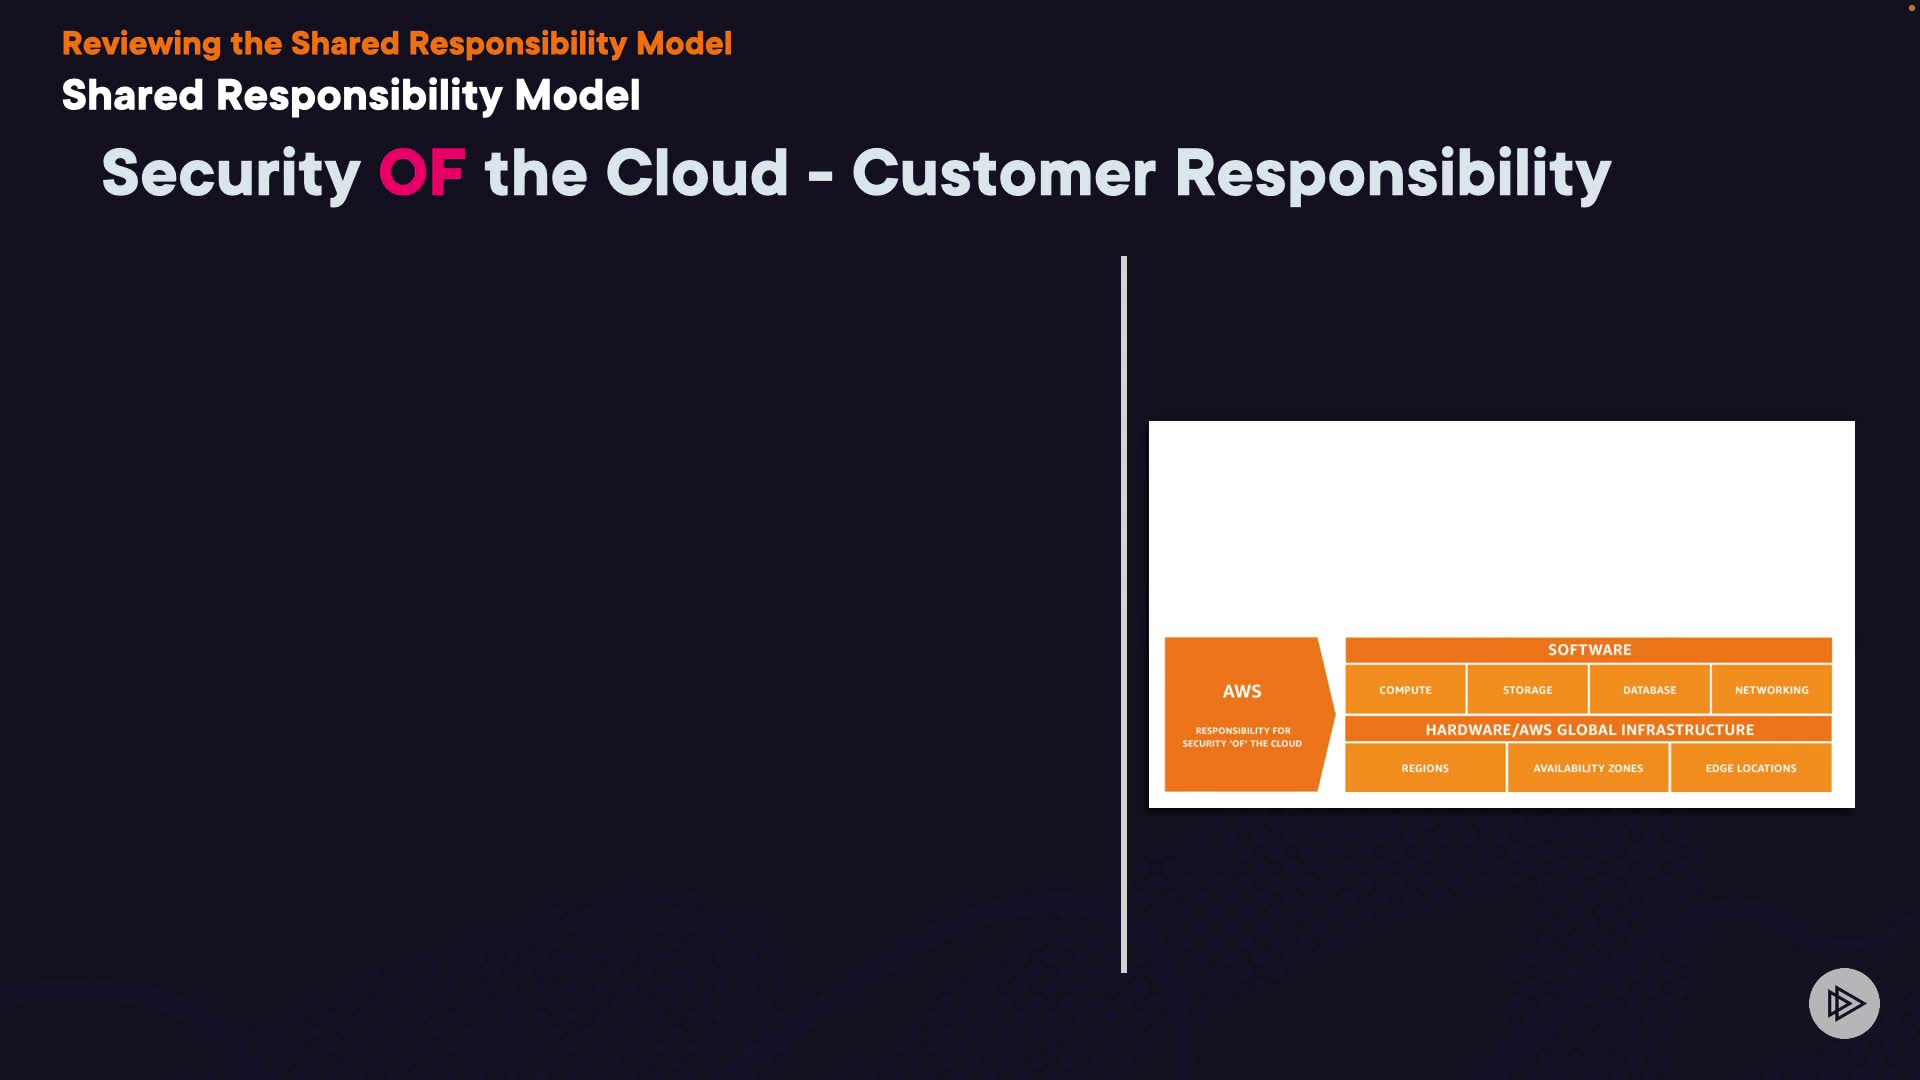 Reviewing the Shared Responsibility Model
Shared Responsibility Model
Security OF the Cloud - Customer Responsibility
AWS
RESPONSIBILITY FOR
SECURITY 'OF' THE CLOUD
SOFTWARE
COMPUTE STORAGE DATABASE NETWORKING
HARDWARE/AWS GLOBAL INFRASTRUCTURE
REGIONS AVAILABILITY ZONES EDGE LOCATIONS